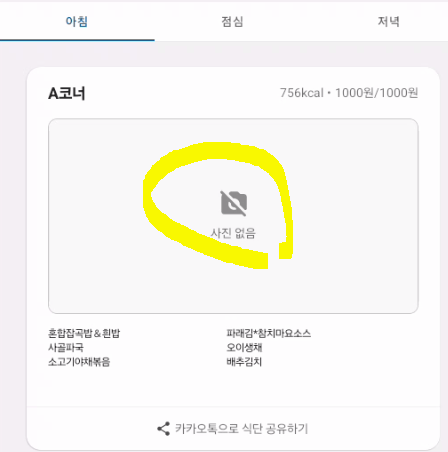 아침
점심
저녁
A코너
756kcal • 1000원/1000원
사진 없음
혼합잡곡밥&흰밥
사골파국
소고기야채볶음
파래김*참치마요소스
오이생채
배추김치
카카오톡으로 식단 공유하기